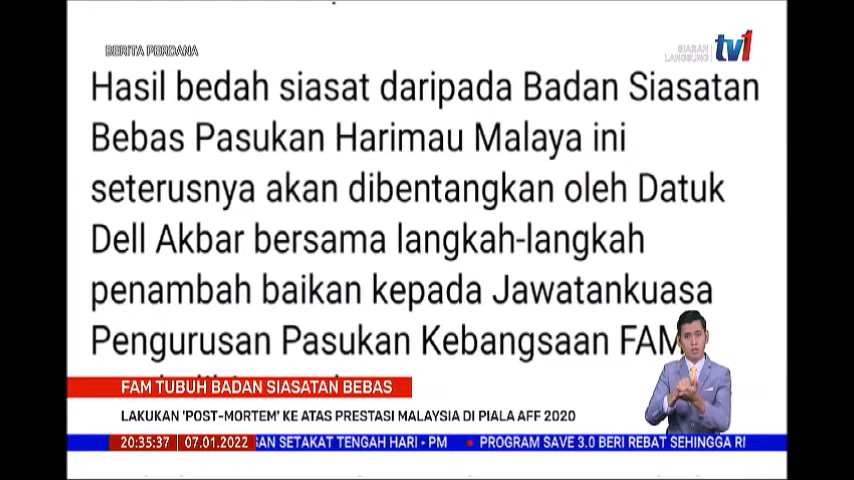 BERITA PERDANA
SIARAN
LANGSUNG
tv1
Hasil bedah siasat daripada Badan Siasatan
Bebas Pasukan Harimau Malaya ini
seterusnya akan dibentangkan oleh Datuk
Dell Akbar bersama langkah-langkah
penambah baikan kepada Jawatankuasa
Pengurusan Pasukan Kebangsaan FAM
FAM TUBUH BADAN SIASATAN BEBAS
LAKUKAN 'POST-MORTEM' KE ATAS PRESTASI MALAYSIA DI PIALA AFF 2020
20:35:37 07.01.2022 SETAKAT TENGAH HARI - PM • PROGRAM SAVE 3.0 BERI REBAT SEHINGGA